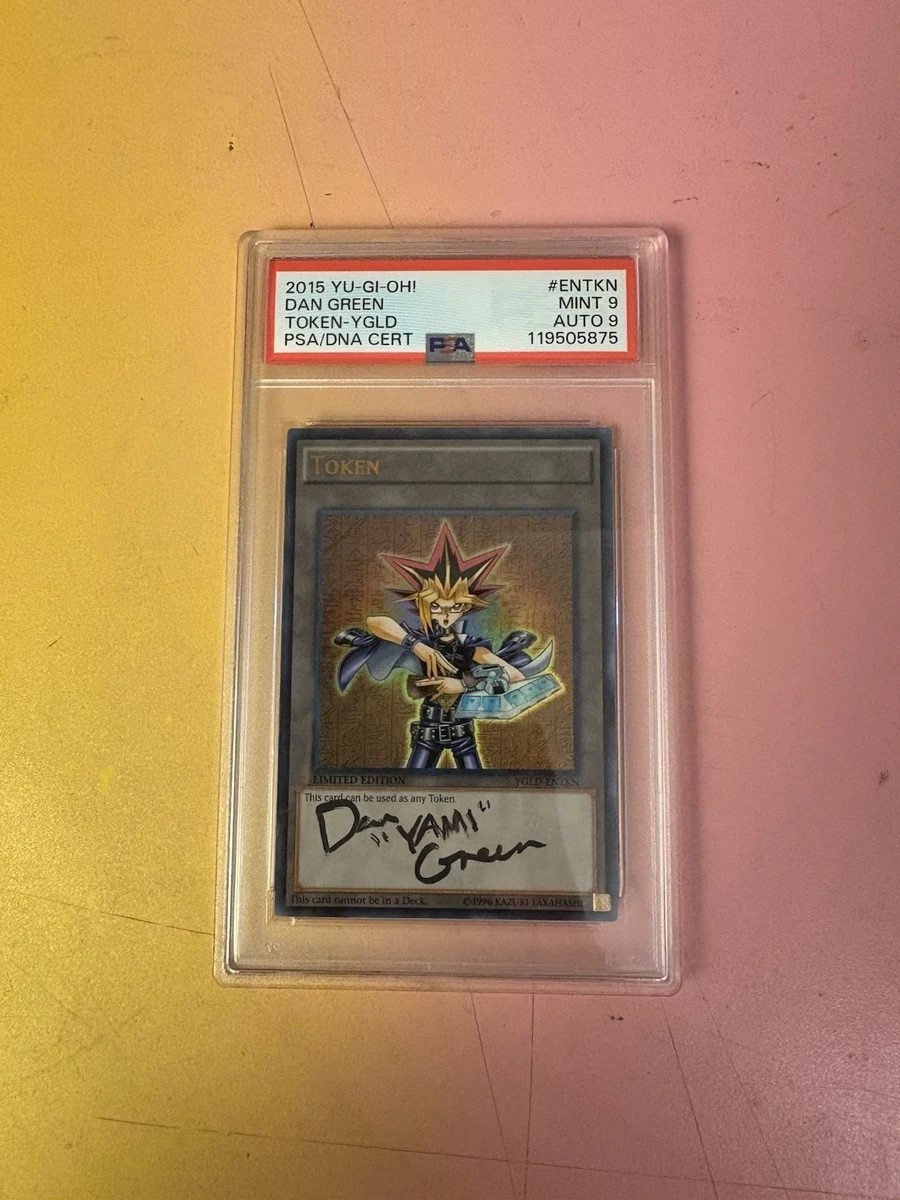 2015 YU-GI-OH! #ENTKN
DAN GREEN MINT 9
TOKEN-YGLD AUTO 9
PSA/DNA CERT PSA 119505875
TOKEN
LIMITED EDITION YGLD-ENTKN
This card can be used as any Token.
Dan "YAMI"
Green
This card cannot be in a Deck. ©1996 KAZUKI TAKAHASHI